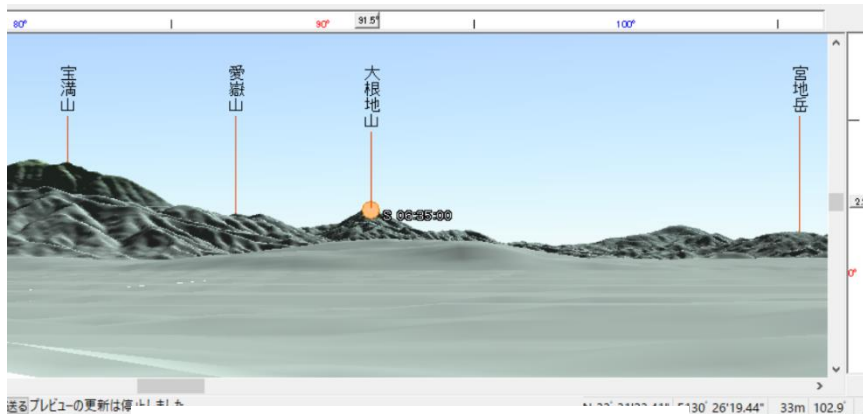 80°
90°
91.5°
100°
宝満山
愛嶽山
大根地山
宮地岳
S 06:35:00
0°
送る プレビューの更新は停止しました
130° 26'19.44"
33m
102.9°